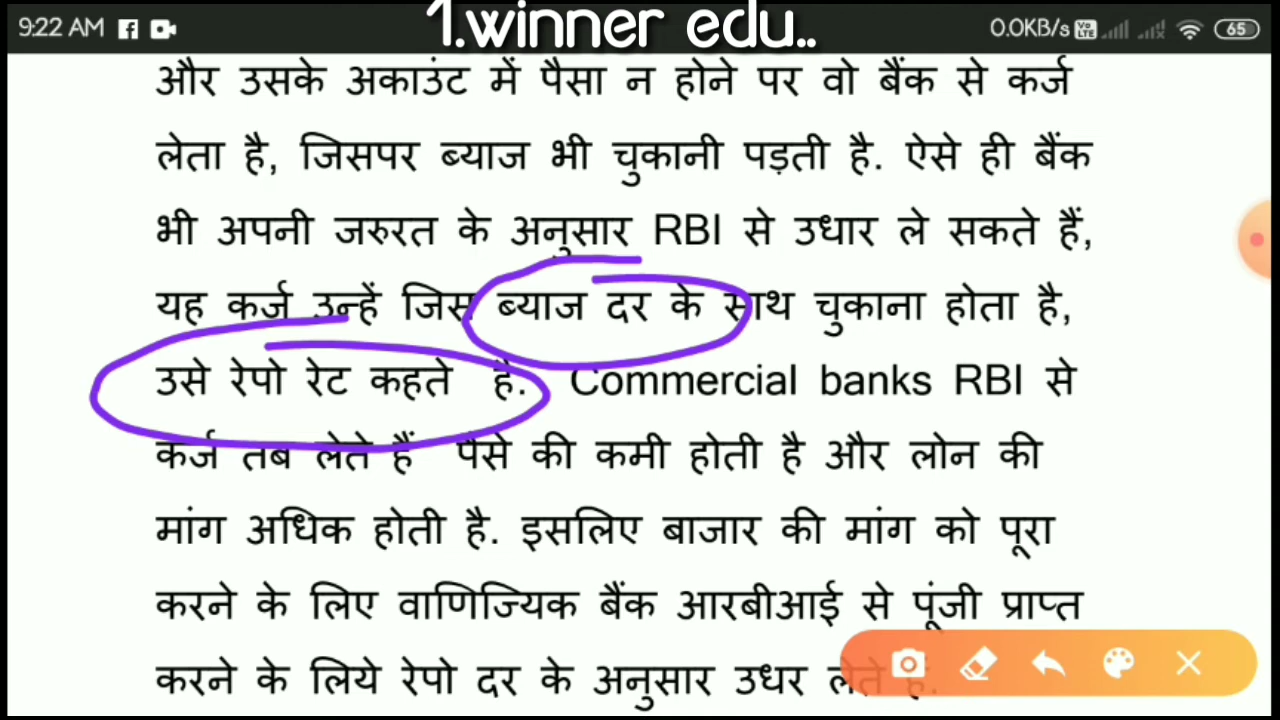 9:22 AM
1.winner edu..
0.0KB/s Vo LTE 65
और उसके अकाउंट में पैसा न होने पर वो बैंक से कर्ज
लेता है, जिसपर ब्याज भी चुकानी पड़ती है. ऐसे ही बैंक
भी अपनी जरुरत के अनुसार RBI से उधार ले सकते हैं,
यह कर्ज उन्हें जिस ब्याज दर के साथ चुकाना होता है,
उसे रेपो रेट कहते है. Commercial banks RBI से
कर्ज तब लेते हैं पैसे की कमी होती है और लोन की
मांग अधिक होती है. इसलिए बाजार की मांग को पूरा
करने के लिए वाणिज्यिक बैंक आरबीआई से पूंजी प्राप्त
करने के लिये रेपो दर के अनुसार उधर लेते हैं.